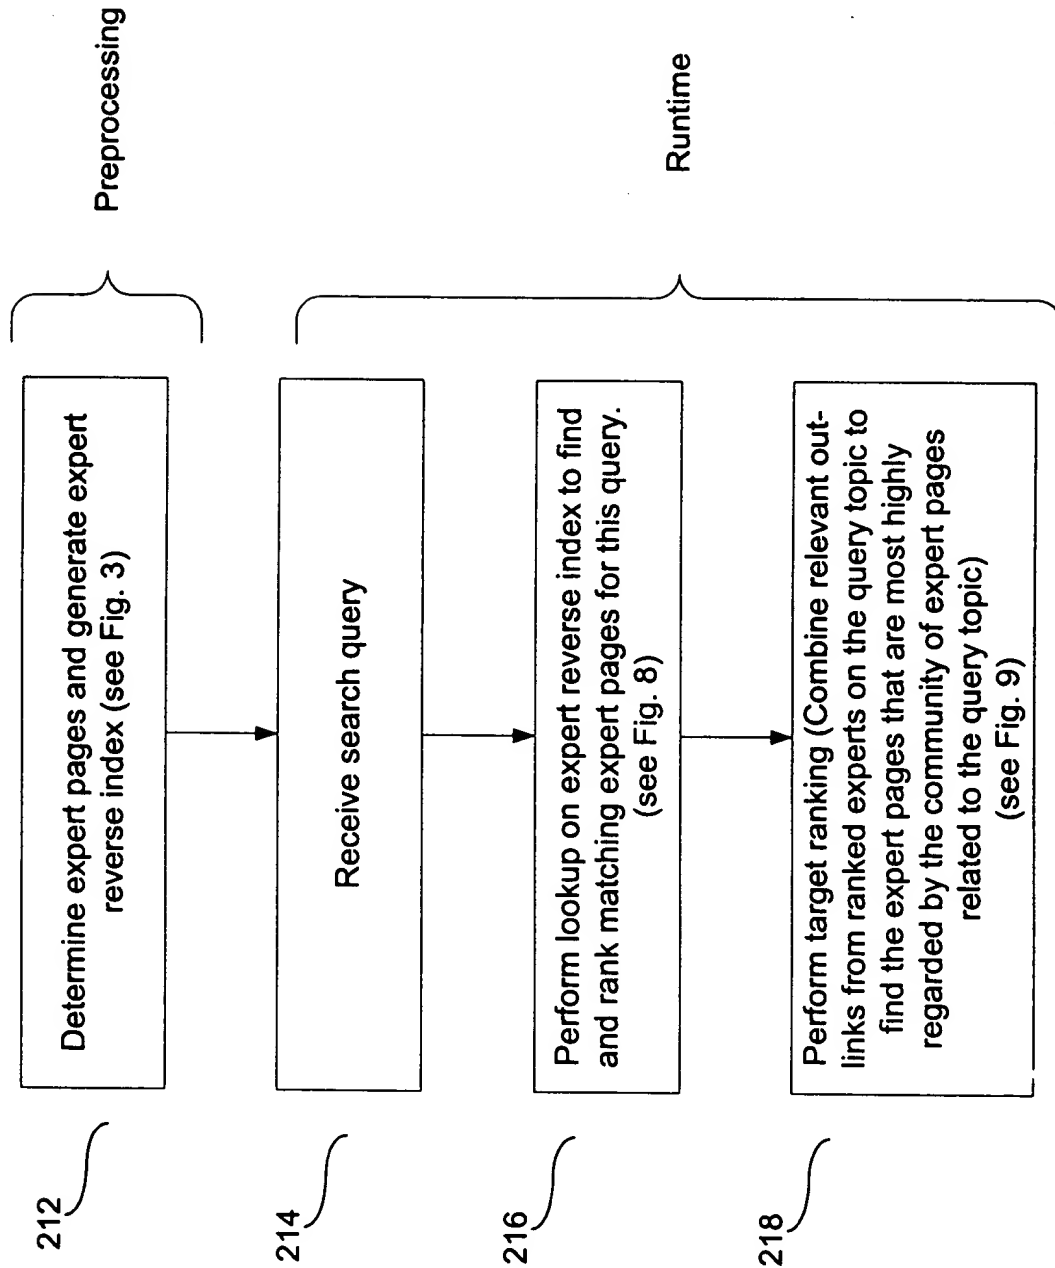 212
Determine expert pages and generate expert
reverse index (see Fig. 3)
Preprocessing
214
Receive search query
216
Perform lookup on expert reverse index to find
and rank matching expert pages for this query.
(see Fig. 8)
Runtime
218
Perform target ranking (Combine relevant out-
links from ranked experts on the query topic to
find the expert pages that are most highly
regarded by the community of expert pages
related to the query topic)
(see Fig. 9)